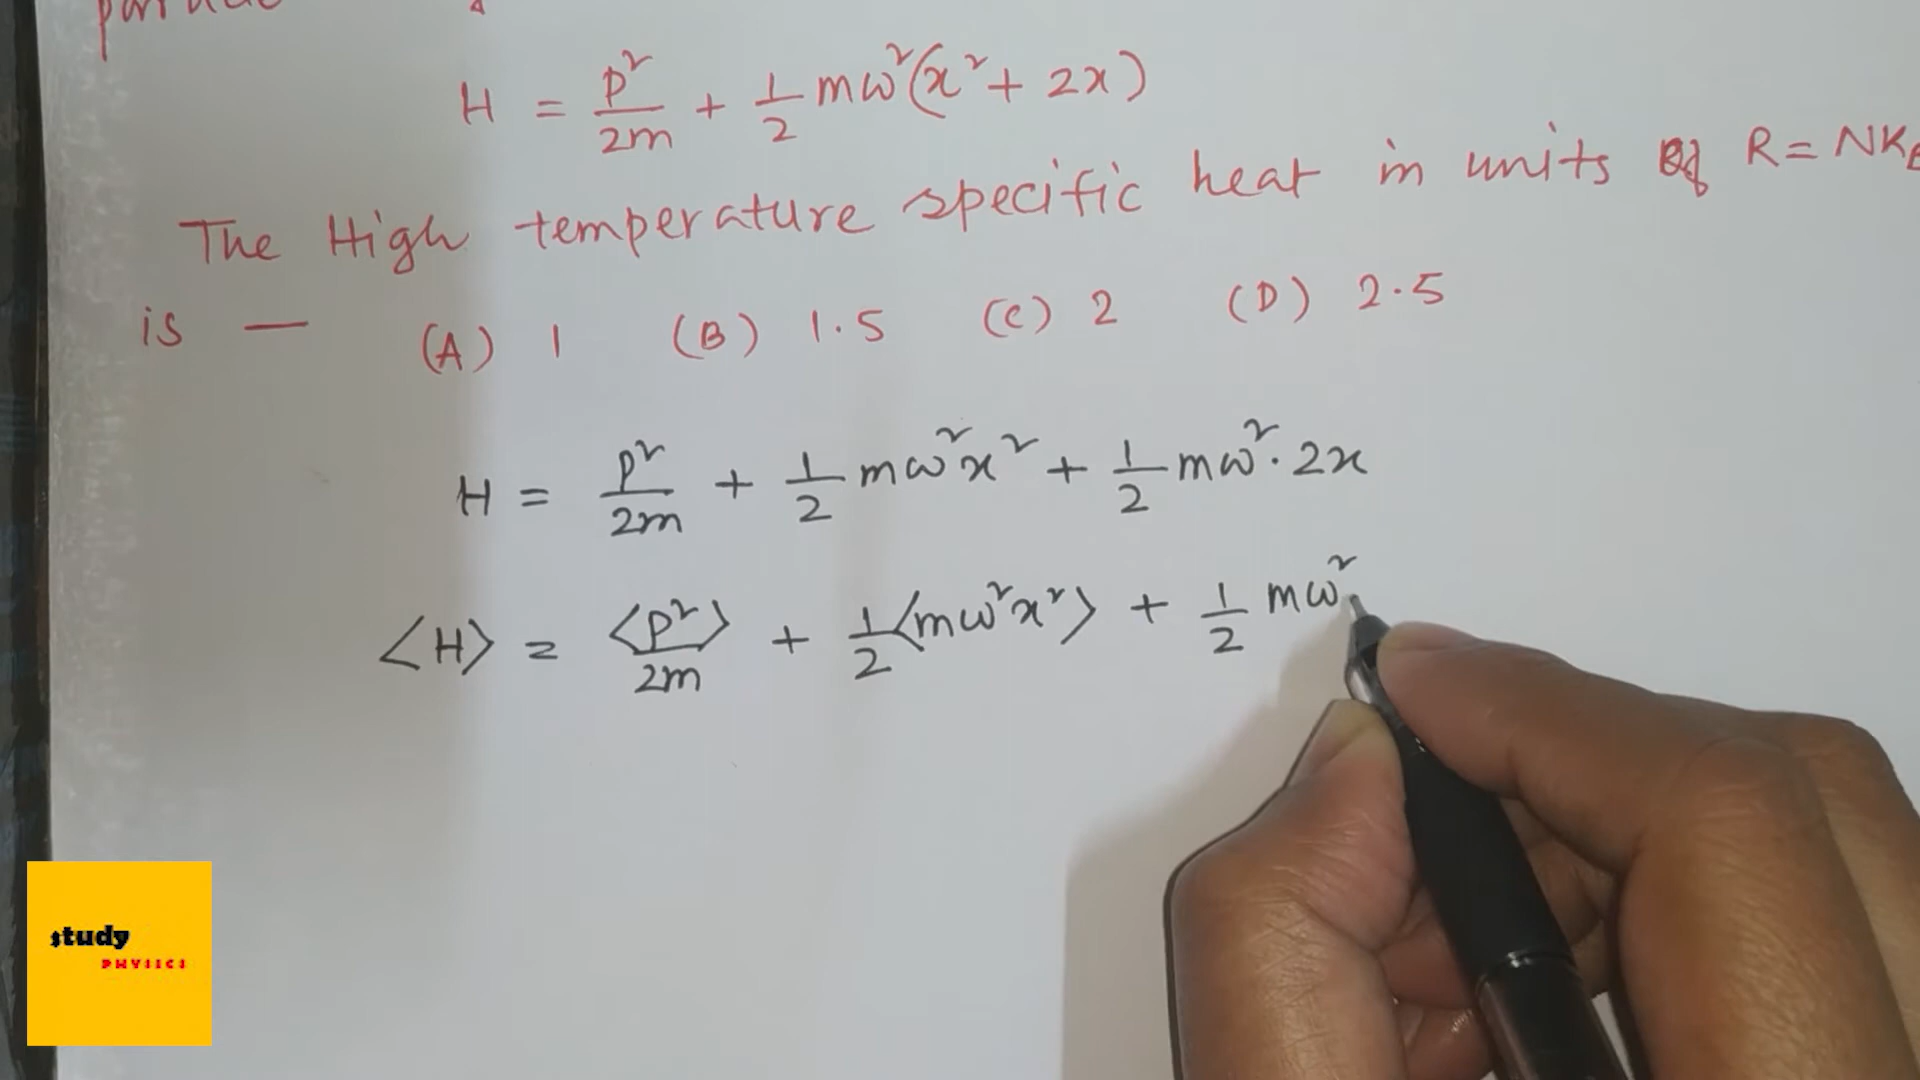 H = p²/2m + 1/2 mω²(x² + 2x)
The High temperature specific heat in units of R = NK
is — (A) 1 (B) 1.5 (C) 2 (D) 2.5
H = p²/2m + 1/2 mω²x² + 1/2 mω² · 2x
⟨H⟩ = ⟨p²⟩/2m + 1/2 ⟨mω²x²⟩ + 1/2 mω²
study
PHYSICS